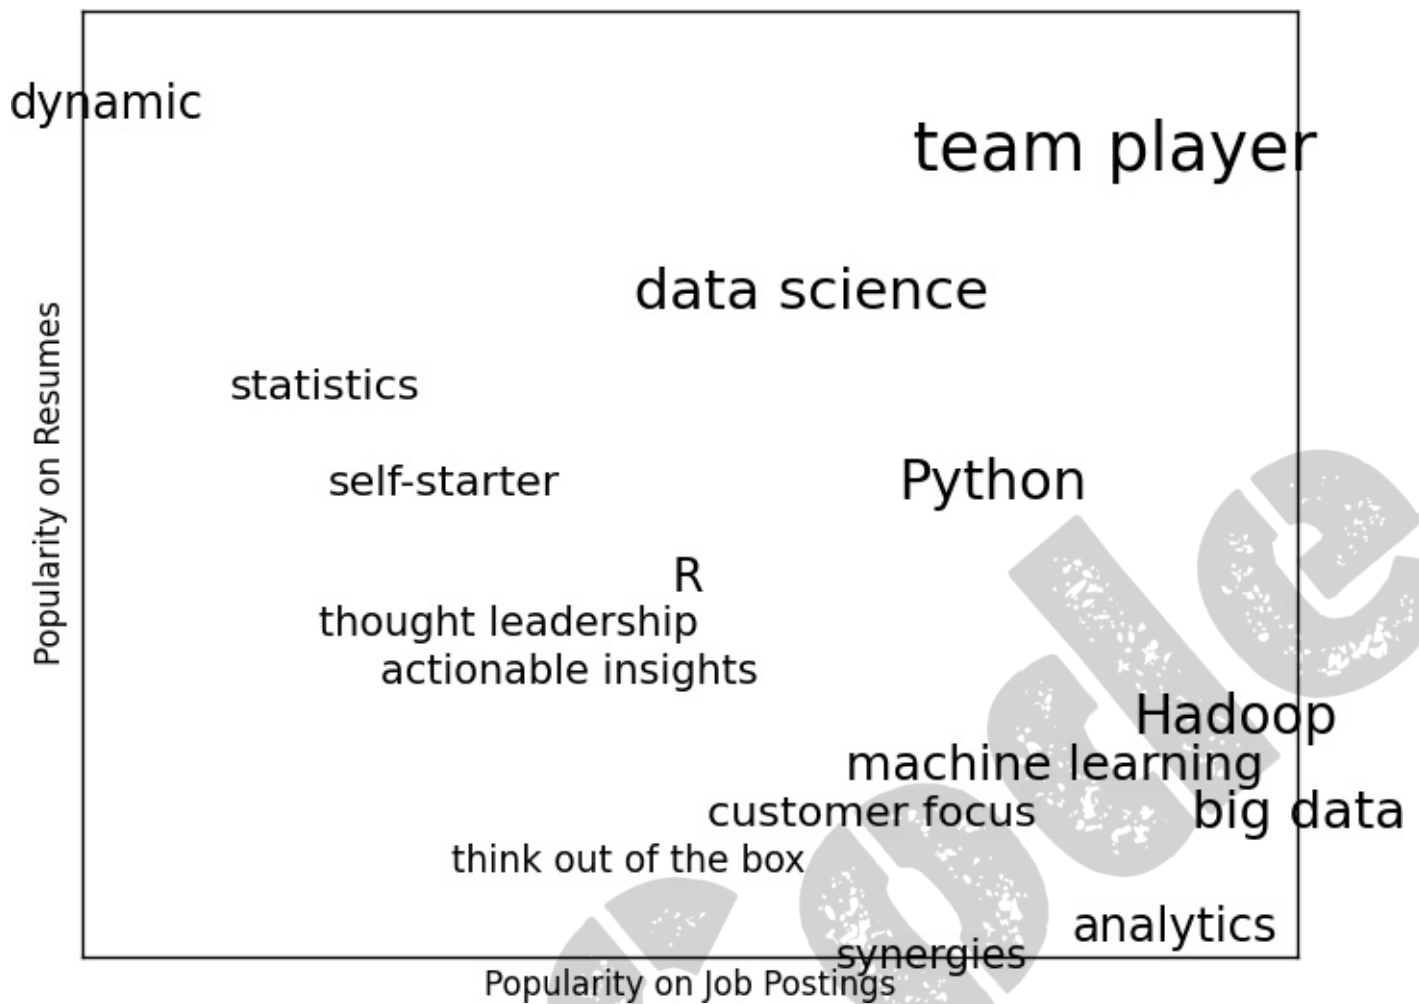 dynamic
team player
data science
statistics
self-starter
Python
R
thought leadership
actionable insights
Hadoop
machine learning
customer focus
big data
think out of the box
analytics
synergies
Popularity on Job Postings
Popularity on Resumes